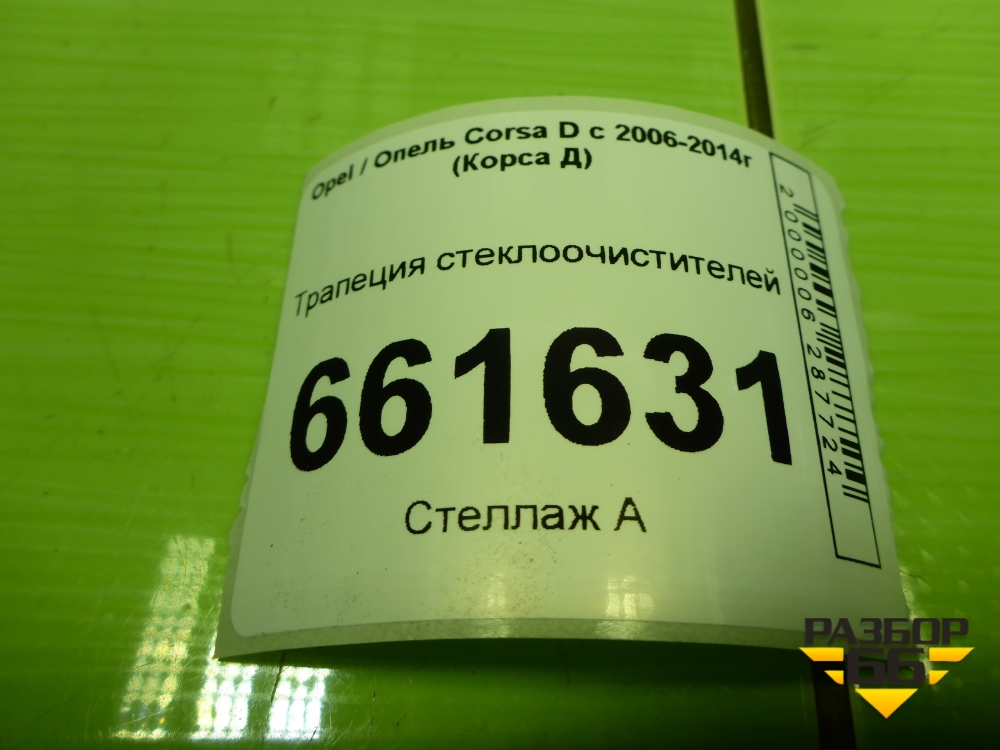 Opel / Опель Corsa D с 2006-2014г
(Корса Д)
Трапеция стеклоочистителей
661631
Стеллаж А
2000006287724
РАЗБОР
66